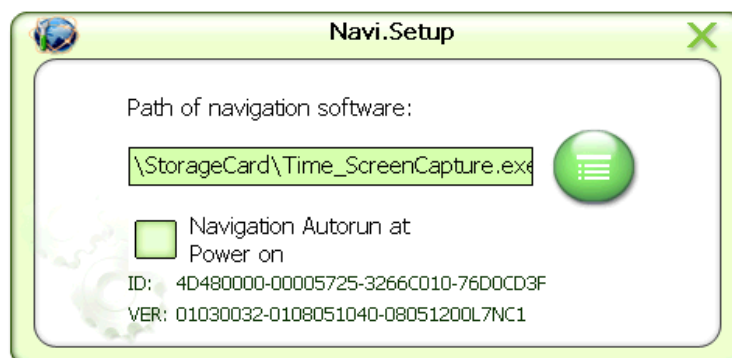 Navi.Setup
Path of navigation software:
\StorageCard\Time_ScreenCapture.exe
Navigation Autorun at
Power on
ID: 4D480000-00005725-3266C010-76D0CD3F
VER: 01030032-0108051040-08051200L7NC1